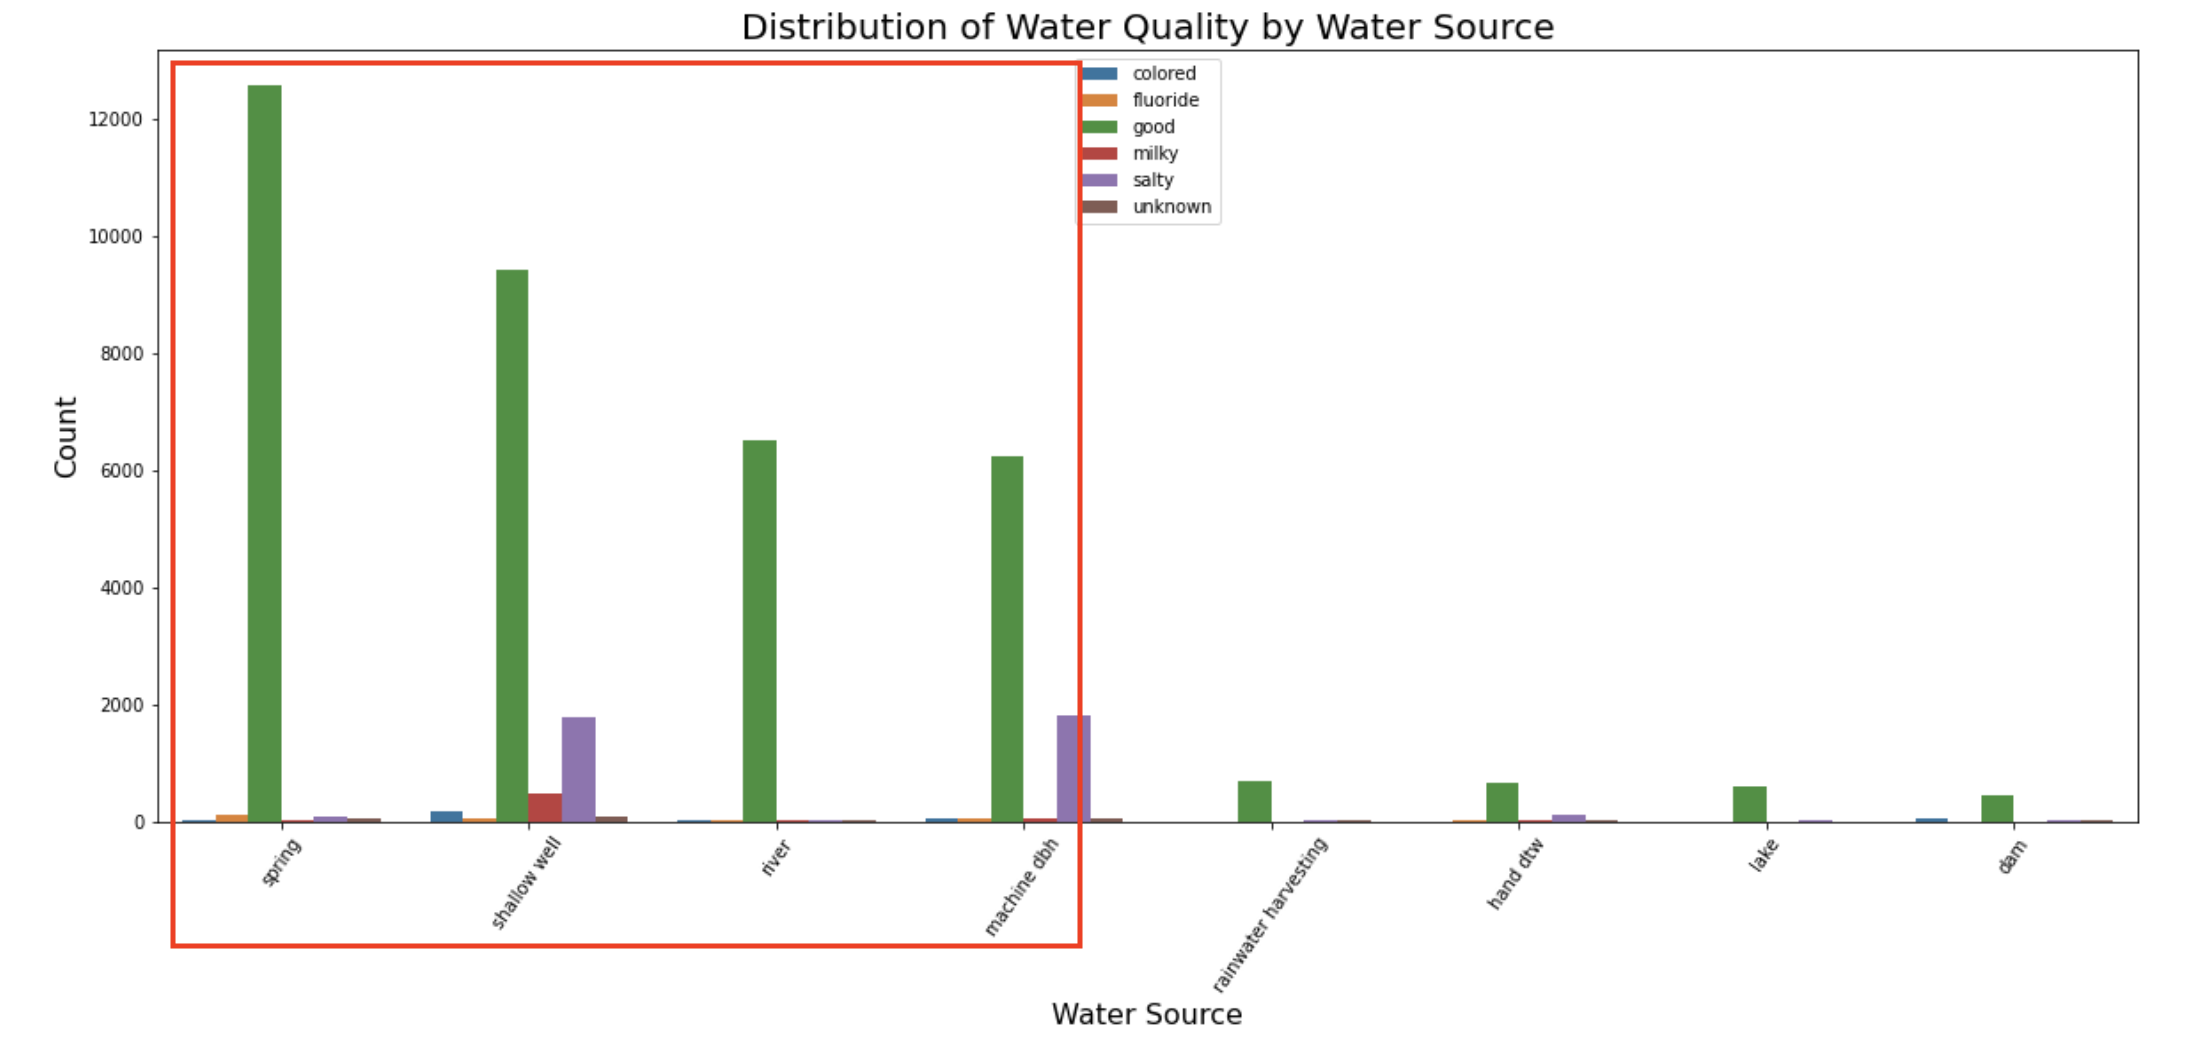 Distribution of Water Quality by Water Source
colored
fluoride
good
milky
salty
unknown
12000
10000
8000
6000
4000
2000
0
Count
spring
shallow well
river
machine dbh
rainwater harvesting
hand dtw
lake
dam
Water Source